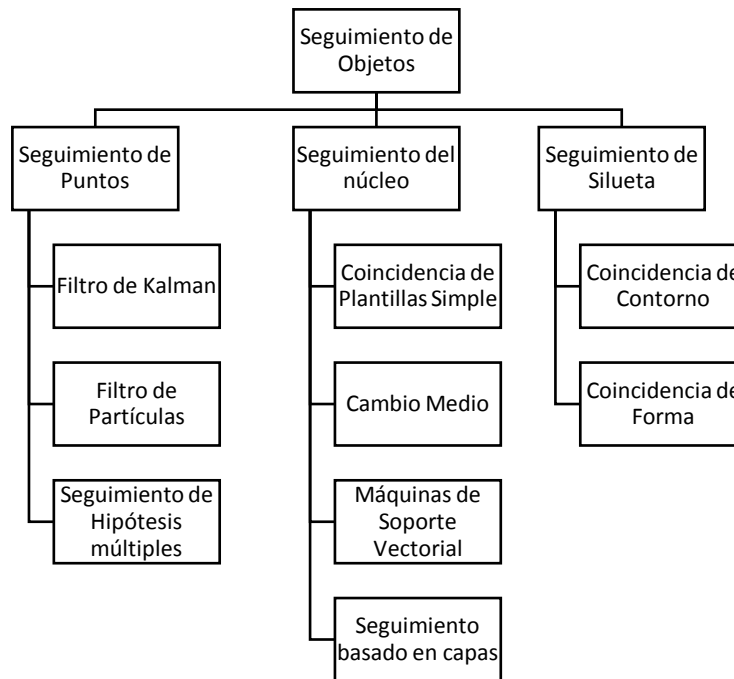 Seguimiento de
Objetos
Seguimiento de
Puntos
Seguimiento del
núcleo
Seguimiento de
Silueta
Filtro de Kalman
Coincidencia de
Plantillas Simple
Coincidencia de
Contorno
Filtro de
Partículas
Cambio Medio
Coincidencia de
Forma
Seguimiento de
Hipótesis
múltiples
Máquinas de
Soporte
Vectorial
Seguimiento
basado en capas